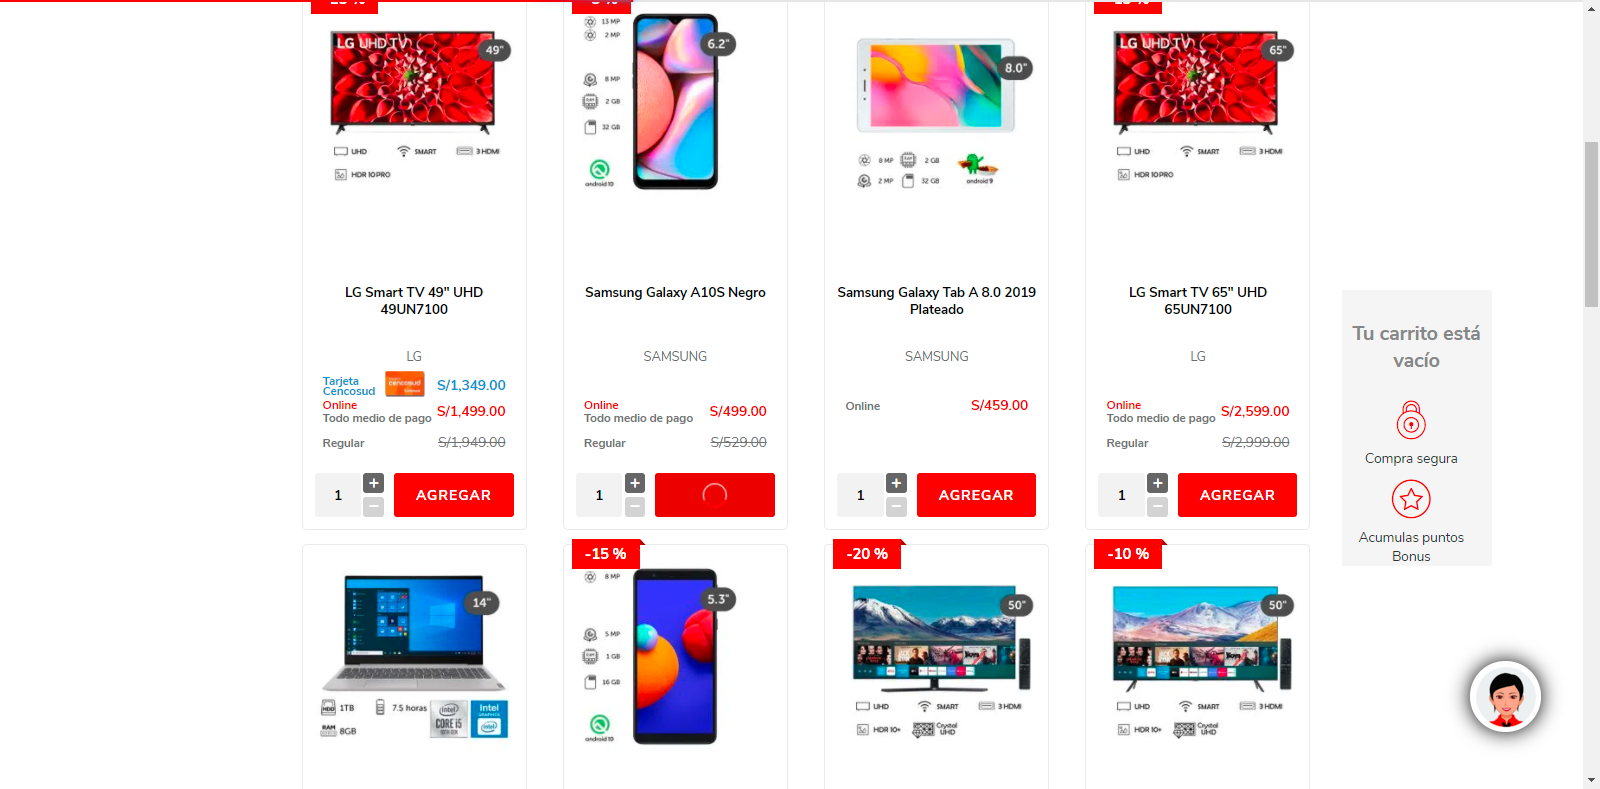 LG UHD TV
49"
UHD
SMART
3 HDMI
HDR 10 PRO
LG Smart TV 49" UHD
49UN7100
LG
Tarjeta
Cencosud
cencosud
S/1,349.00
Online
Todo medio de pago
S/1,499.00
Regular
S/1,949.00
1
+
−
AGREGAR
13 MP
2 MP
6.2"
8 MP
2 GB
32 GB
android 10
Samsung Galaxy A10S Negro
SAMSUNG
Online
Todo medio de pago
S/499.00
Regular
S/529.00
1
+
−
8.0"
8 MP
2 GB
2 MP
32 GB
android 9
Samsung Galaxy Tab A 8.0 2019
Plateado
SAMSUNG
Online
S/459.00
1
+
−
AGREGAR
LG UHD TV
65"
UHD
SMART
3 HDMI
HDR 10 PRO
LG Smart TV 65" UHD
65UN7100
LG
Online
Todo medio de pago
S/2,599.00
Regular
S/2,999.00
1
+
−
AGREGAR
Tu carrito está
vacío
Compra segura
Acumulas puntos
Bonus
14"
HDD 1TB
7.5 horas
RAM 8GB
intel
CORE i5
Intel
GRAPHICS
intel
-15 %
8 MP
5.3"
5 MP
1 GB
16 GB
android 10
-20 %
50"
UHD
SMART
3 HDMI
HDR 10+
Crystal
UHD
-10 %
50"
UHD
SMART
3 HDMI
HDR 10+
Crystal
UHD